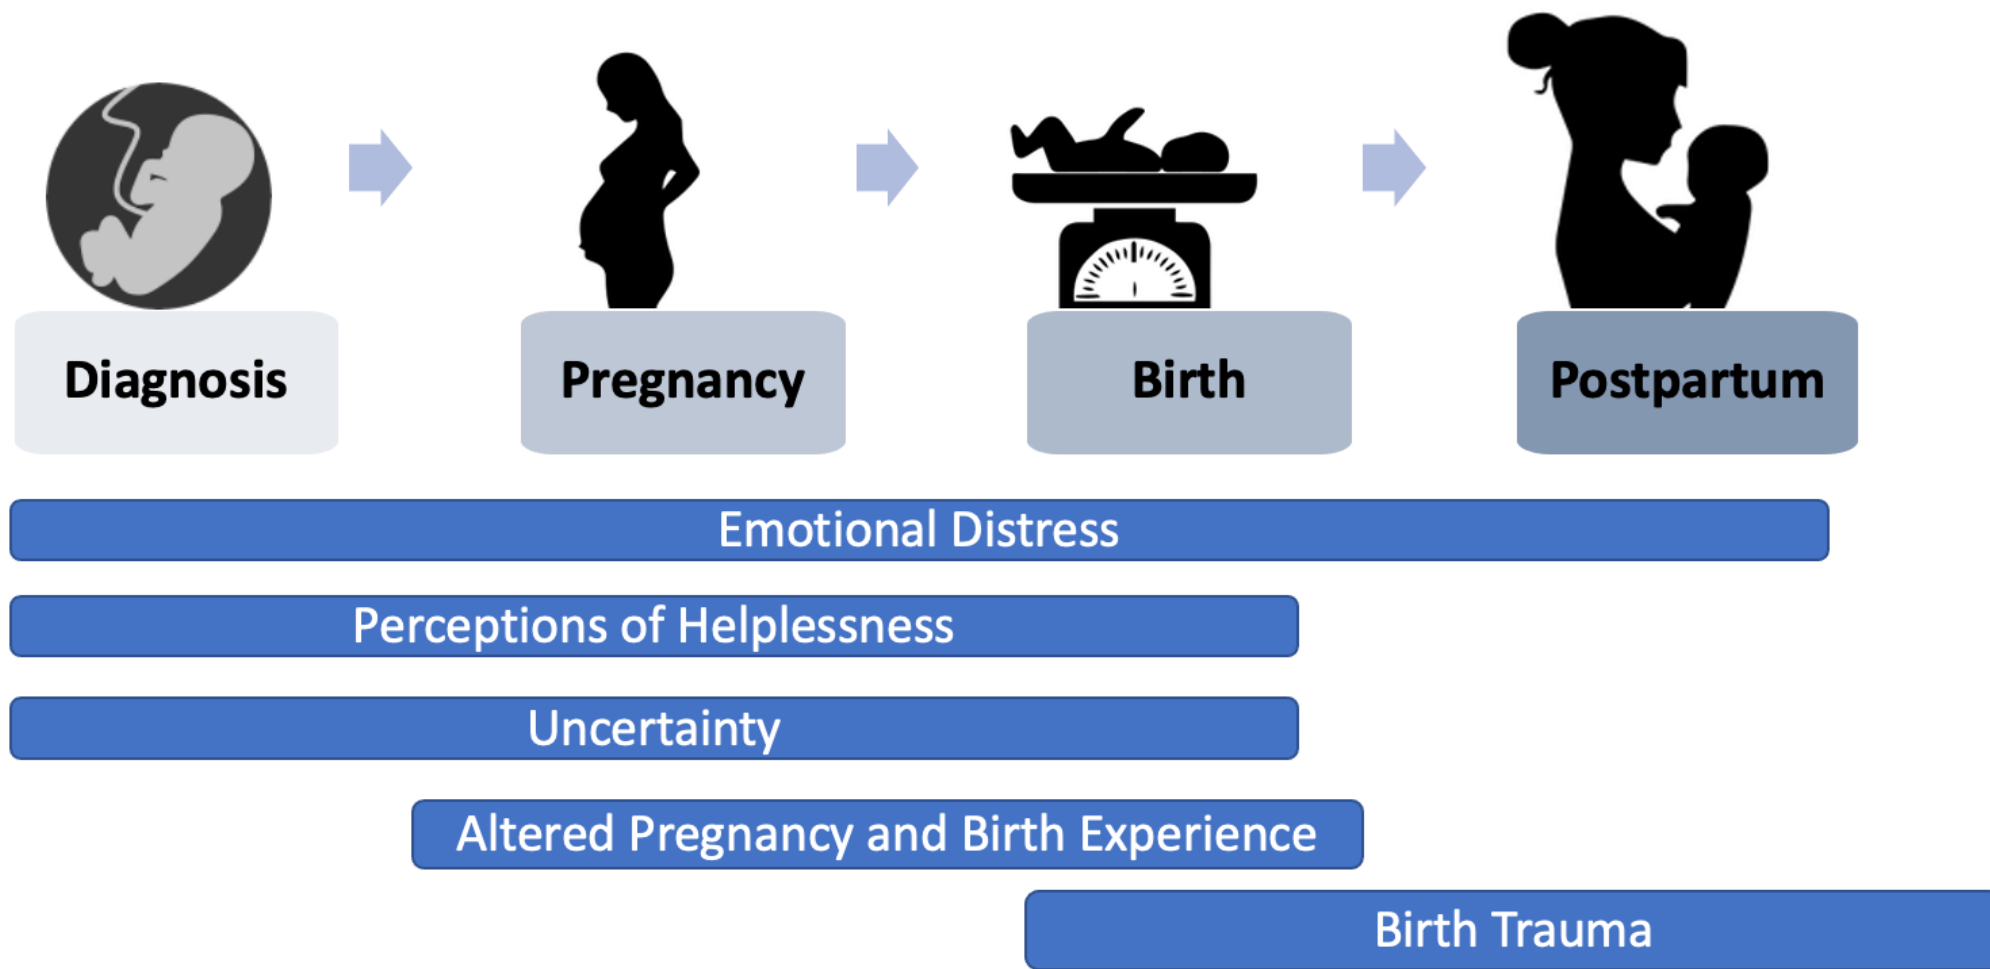 Diagnosis
Pregnancy
Birth
Postpartum
Emotional Distress
Perceptions of Helplessness
Uncertainty
Altered Pregnancy and Birth Experience
Birth Trauma